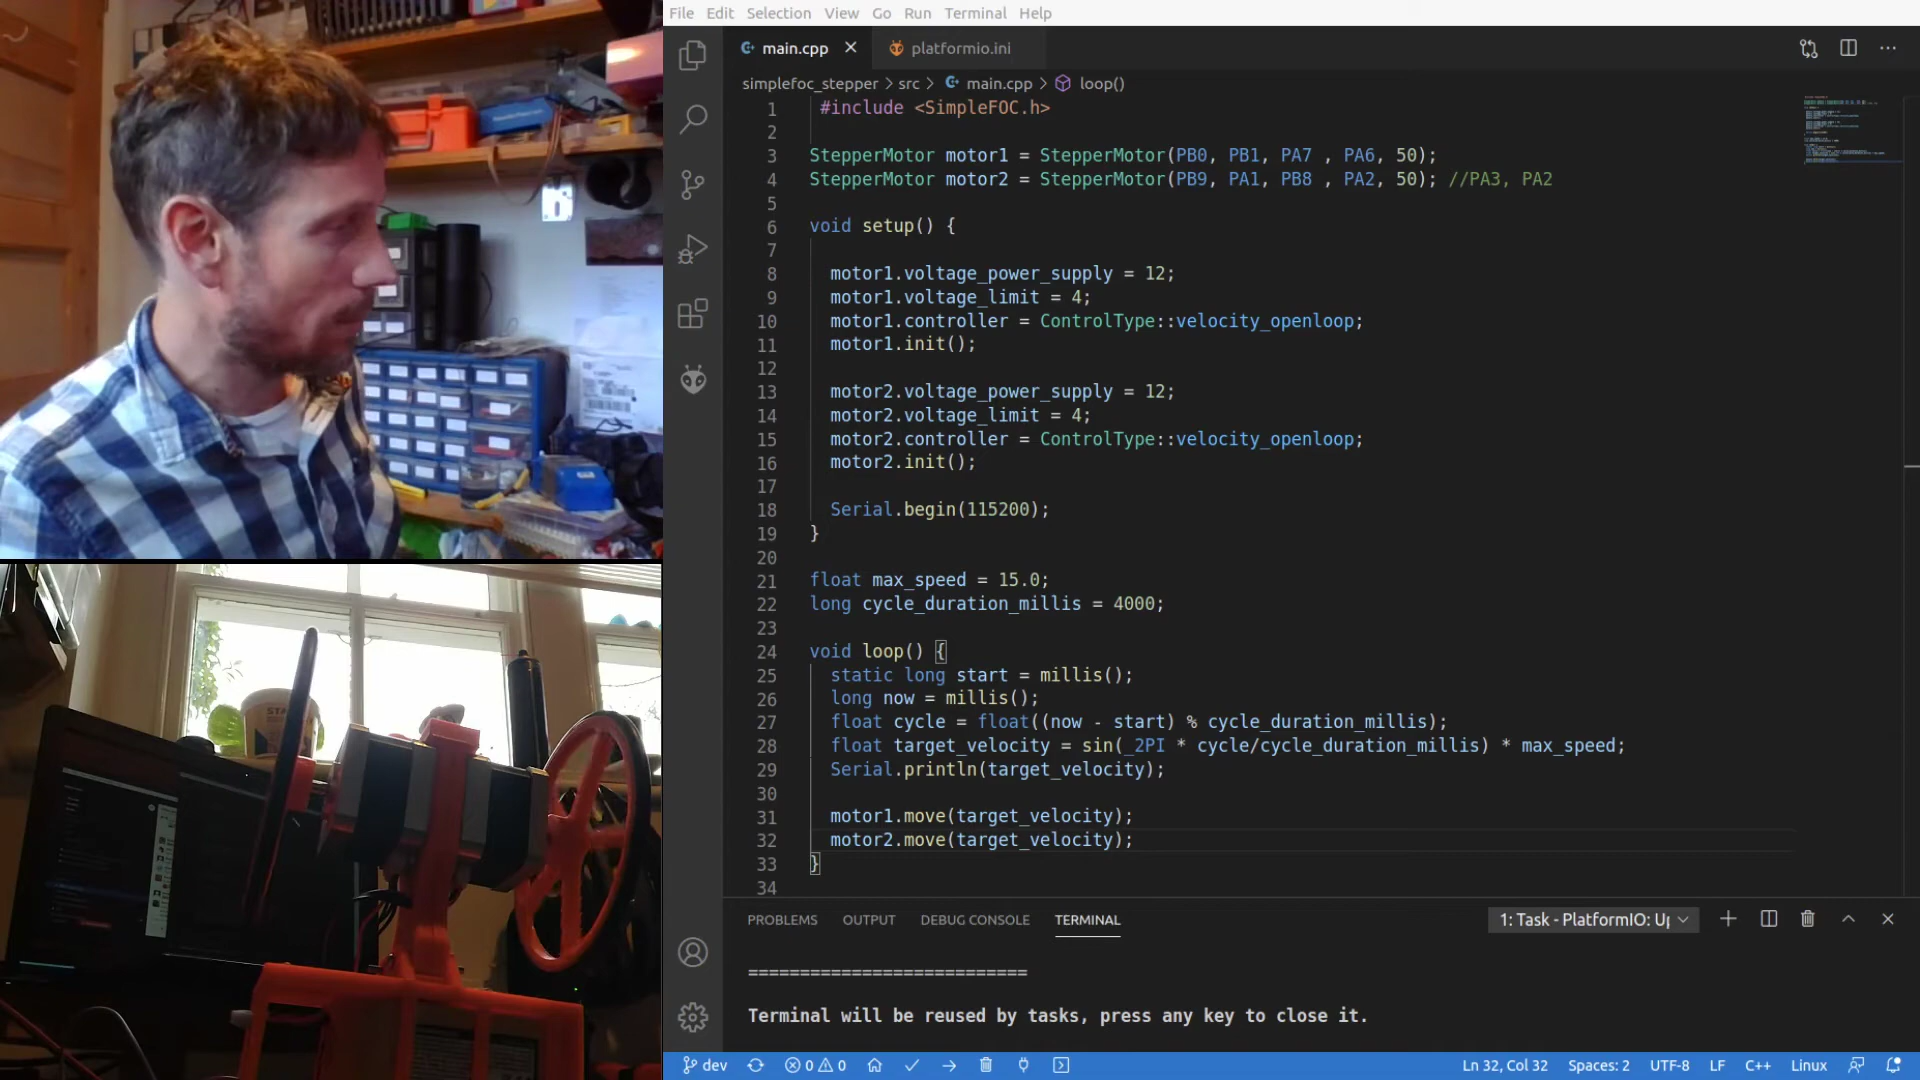 File Edit Selection View Go Run Terminal Help
main.cpp platformio.ini
simplefoc_stepper > src > main.cpp > loop()
1 #include <SimpleFOC.h>
2
3 StepperMotor motor1 = StepperMotor(PB0, PB1, PA7 , PA6, 50);
4 StepperMotor motor2 = StepperMotor(PB9, PA1, PB8 , PA2, 50); //PA3, PA2
5
6 void setup() {
7
8 motor1.voltage_power_supply = 12;
9 motor1.voltage_limit = 4;
10 motor1.controller = ControlType::velocity_openloop;
11 motor1.init();
12
13 motor2.voltage_power_supply = 12;
14 motor2.voltage_limit = 4;
15 motor2.controller = ControlType::velocity_openloop;
16 motor2.init();
17
18 Serial.begin(115200);
19 }
20
21 float max_speed = 15.0;
22 long cycle_duration_millis = 4000;
23
24 void loop() {
25 static long start = millis();
26 long now = millis();
27 float cycle = float((now - start) % cycle_duration_millis);
28 float target_velocity = sin(_2PI * cycle/cycle_duration_millis) * max_speed;
29 Serial.println(target_velocity);
30
31 motor1.move(target_velocity);
32 motor2.move(target_velocity);
33 }
34
PROBLEMS OUTPUT DEBUG CONSOLE TERMINAL 1: Task - PlatformIO: Up
===========================
Terminal will be reused by tasks, press any key to close it.
dev 0 0 Ln 32, Col 32 Spaces: 2 UTF-8 LF C++ Linux